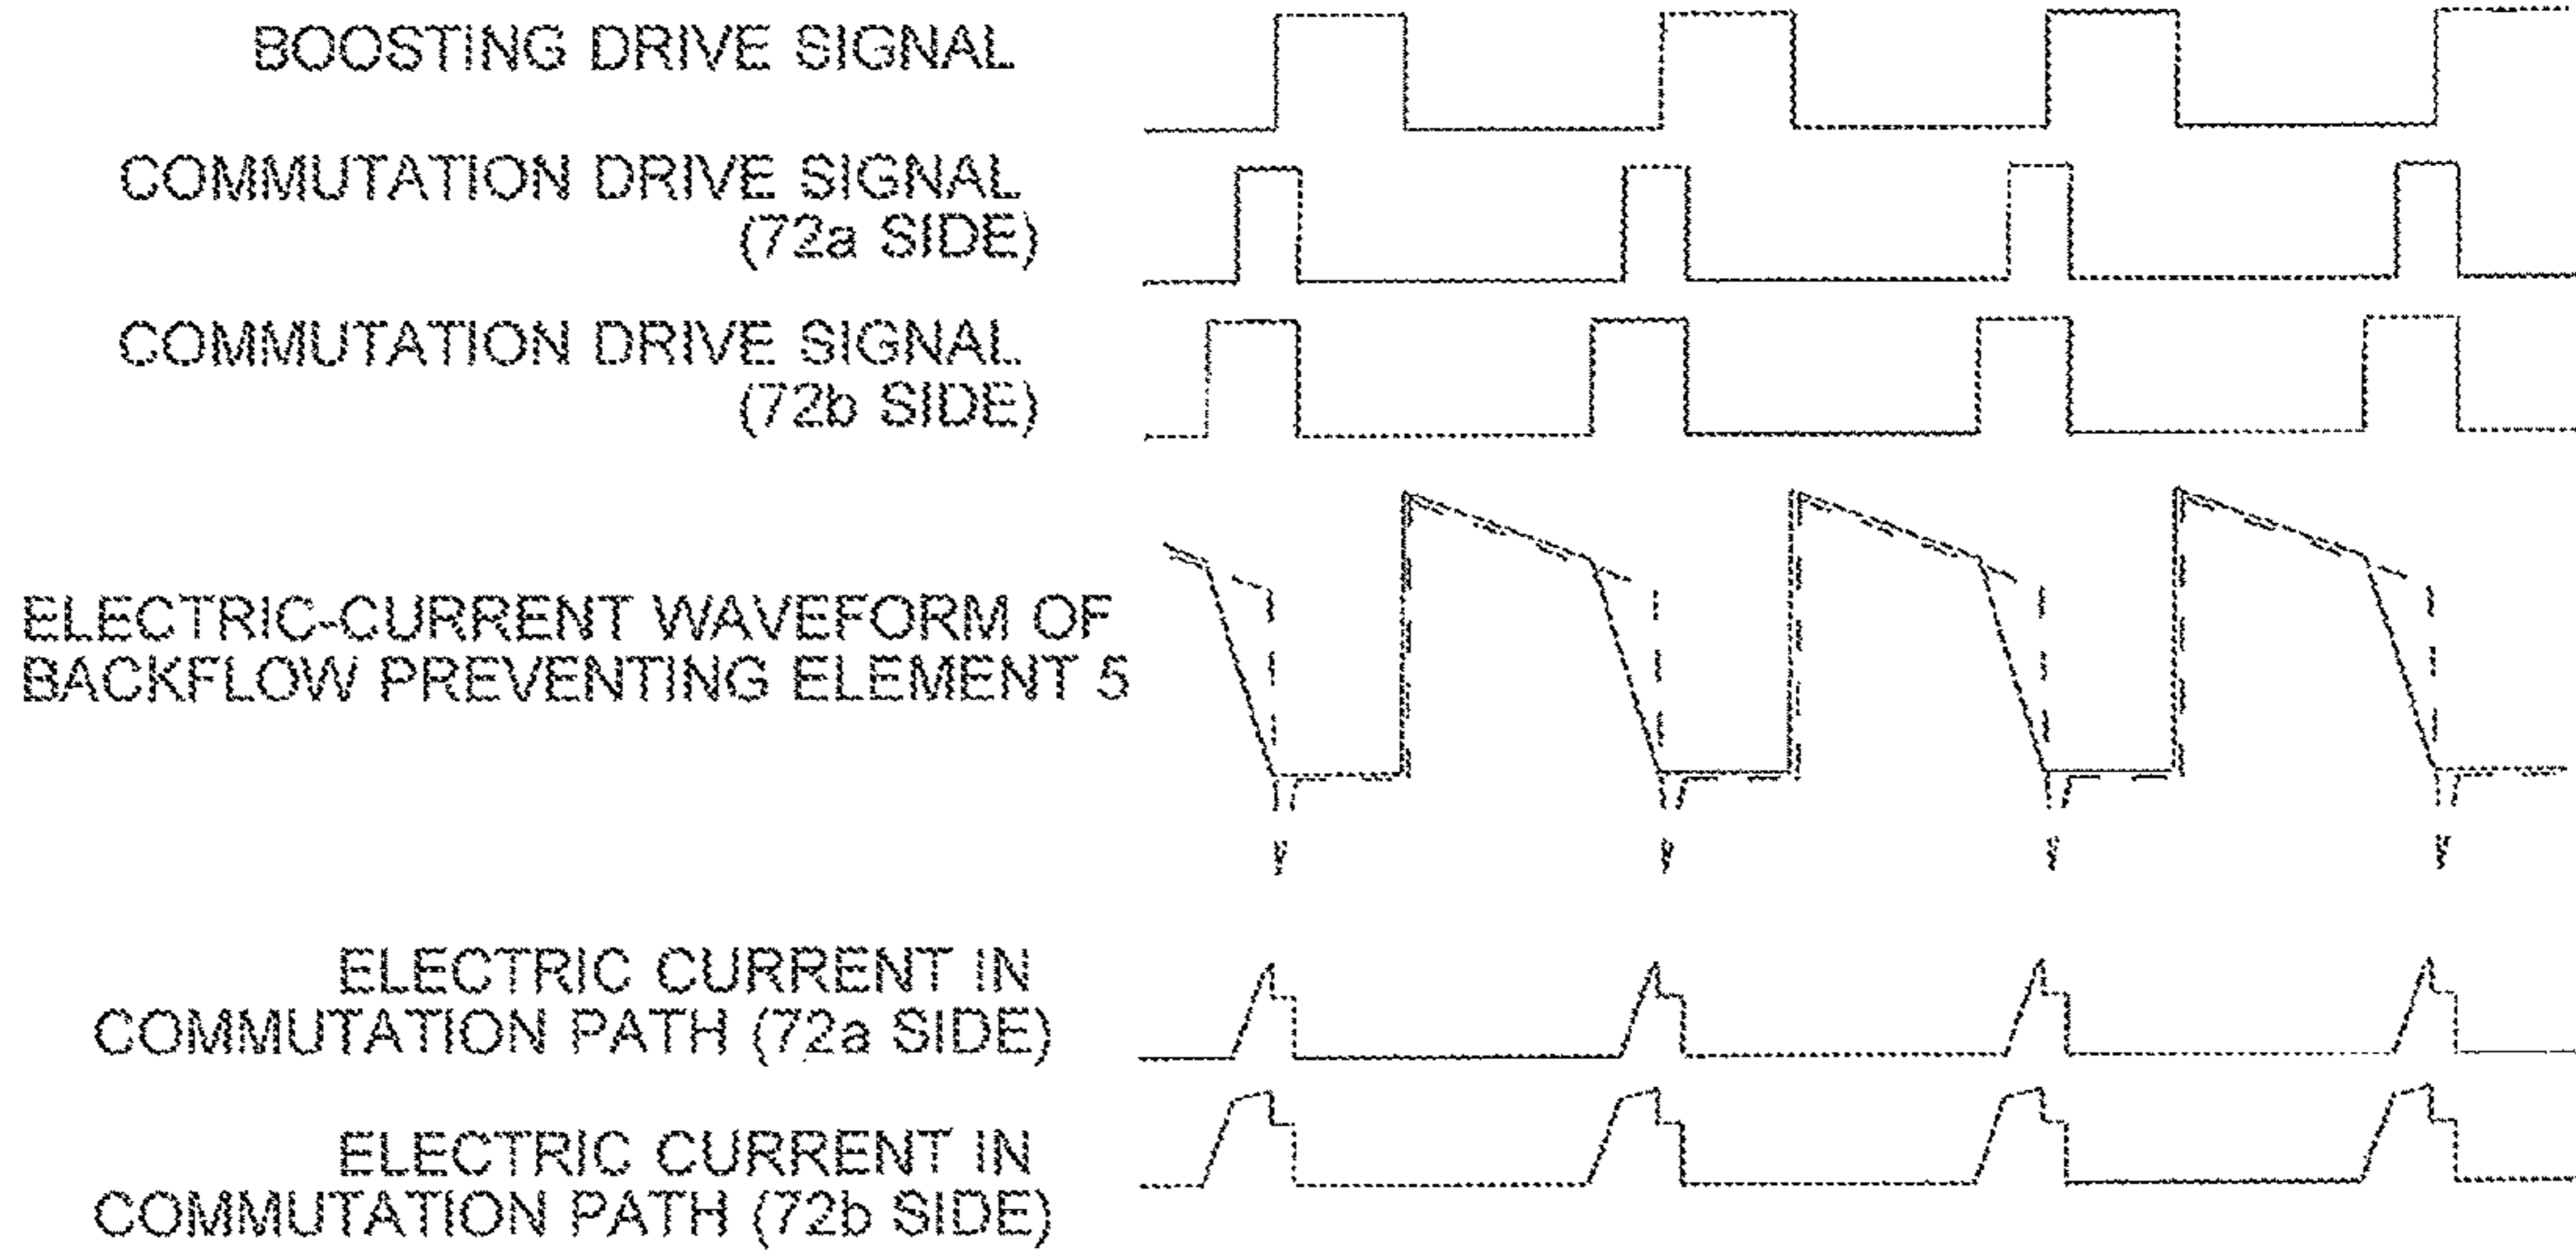 BOOSTING DRIVE SIGNAL
COMMUTATION DRIVE SIGNAL
(72a SIDE)
COMMUTATION DRIVE SIGNAL
(72b SIDE)
ELECTRIC-CURRENT WAVEFORM OF
BACKFLOW PREVENTING ELEMENT 5
ELECTRIC CURRENT IN
COMMUTATION PATH (72a SIDE)
ELECTRIC CURRENT IN
COMMUTATION PATH (72b SIDE)